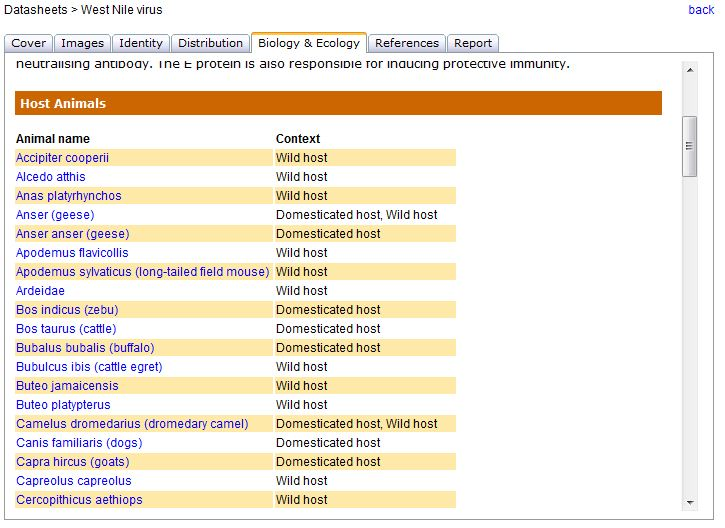 Datasheets > West Nile virus back
Cover Images Identity Distribution Biology & Ecology References Report
neutralising antibody. The E protein is also responsible for inducing protective immunity.
Host Animals
Animal name Context
Accipiter cooperii Wild host
Alcedo atthis Wild host
Anas platyrhynchos Wild host
Anser (geese) Domesticated host, Wild host
Anser anser (geese) Domesticated host
Apodemus flavicollis Wild host
Apodemus sylvaticus (long-tailed field mouse) Wild host
Ardeidae Wild host
Bos indicus (zebu) Domesticated host
Bos taurus (cattle) Domesticated host
Bubalus bubalis (buffalo) Domesticated host
Bubulcus ibis (cattle egret) Wild host
Buteo jamaicensis Wild host
Buteo platypterus Wild host
Camelus dromedarius (dromedary camel) Domesticated host, Wild host
Canis familiaris (dogs) Domesticated host
Capra hircus (goats) Domesticated host
Capreolus capreolus Wild host
Cercopithicus aethiops Wild host